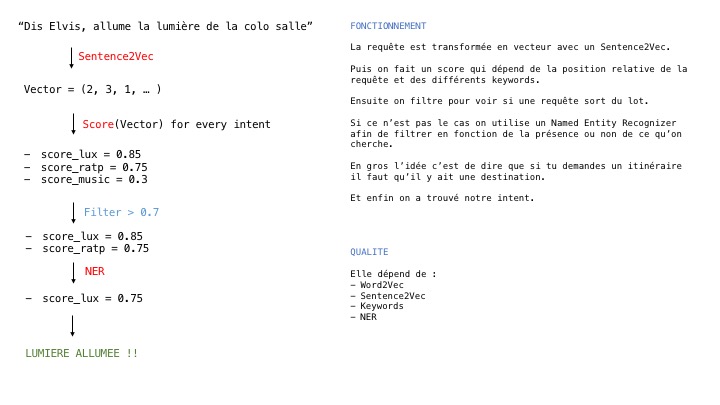 “Dis Elvis, allume la lumière de la colo salle”
Sentence2Vec
Vector = (2, 3, 1, … )
Score(Vector) for every intent
– score_lux = 0.85
– score_ratp = 0.75
– score_music = 0.3
Filter > 0.7
– score_lux = 0.85
– score_ratp = 0.75
NER
– score_lux = 0.75
LUMIERE ALLUMEE !!
FONCTIONNEMENT
La requête est transformée en vecteur avec un Sentence2Vec.
Puis on fait un score qui dépend de la position relative de la
requête et des différents keywords.
Ensuite on filtre pour voir si une requête sort du lot.
Si ce n’est pas le cas on utilise un Named Entity Recognizer
afin de filtrer en fonction de la présence ou non de ce qu’on
cherche.
En gros l’idée c’est de dire que si tu demandes un itinéraire
il faut qu’il y ait une destination.
Et enfin on a trouvé notre intent.
QUALITE
Elle dépend de :
– Word2Vec
– Sentence2Vec
– Keywords
– NER